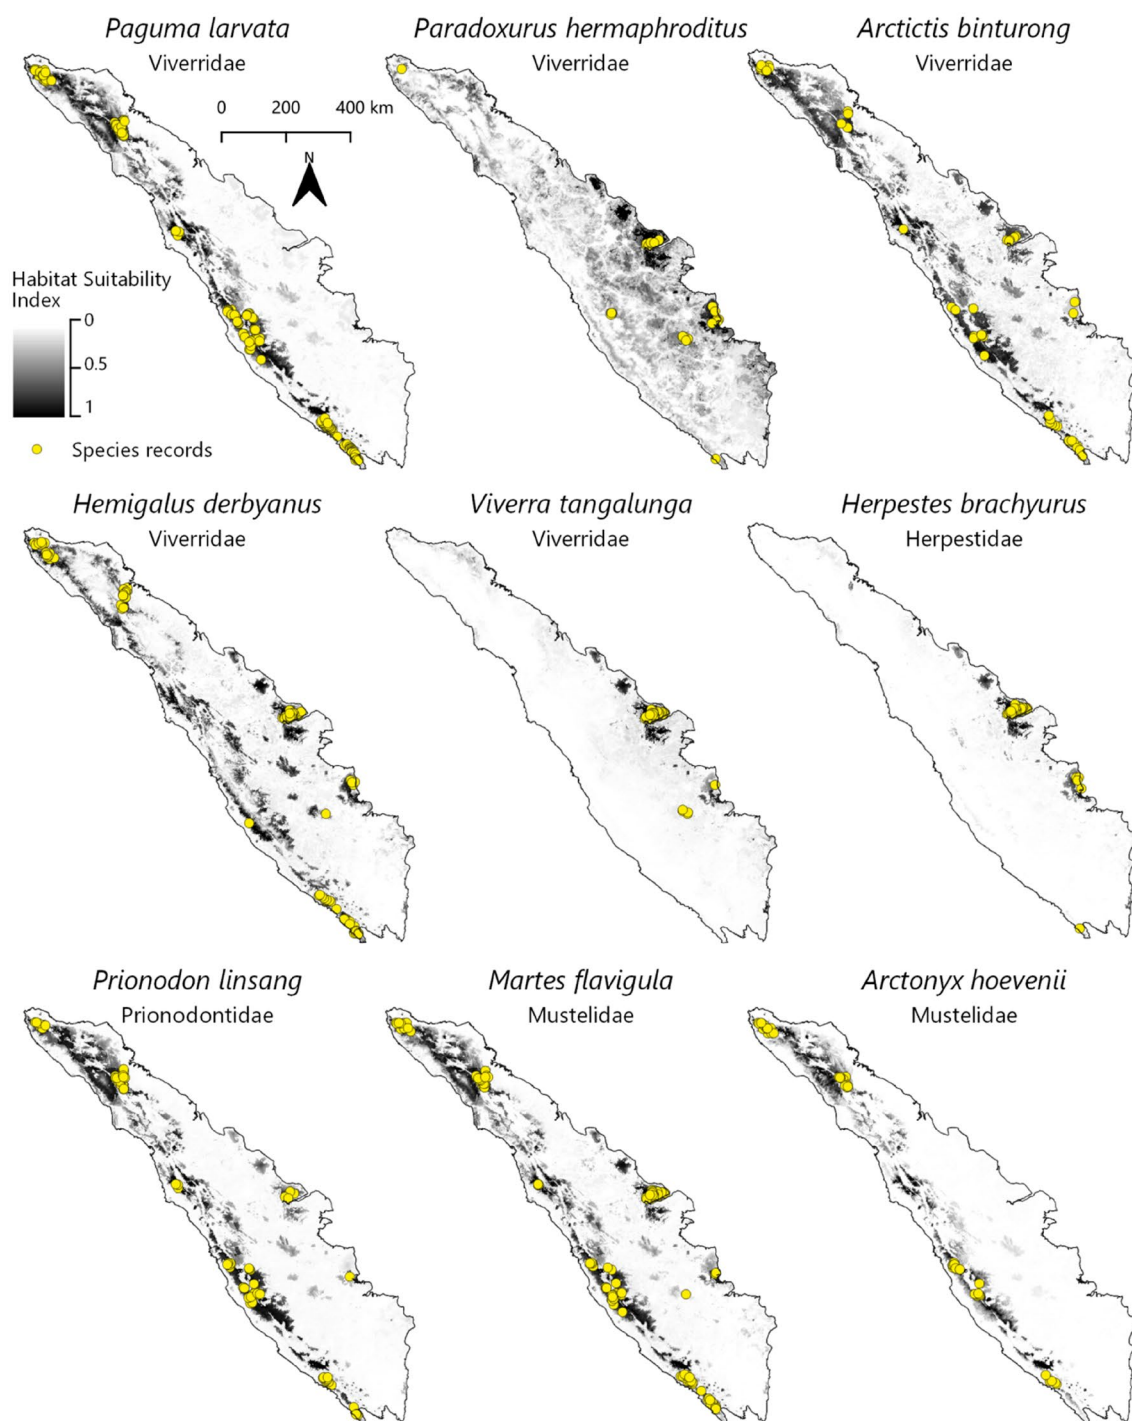 Paguma larvata
Viverridae
Paradoxurus hermaphroditus
Viverridae
Arctictis binturong
Viverridae
0 200 400 km
N
Habitat Suitability
Index
0
0.5
1
Species records
Hemigalus derbyanus
Viverridae
Viverra tangalunga
Viverridae
Herpestes brachyurus
Herpestidae
Prionodon linsang
Prionodontidae
Martes flavigula
Mustelidae
Arctonyx hoevenii
Mustelidae